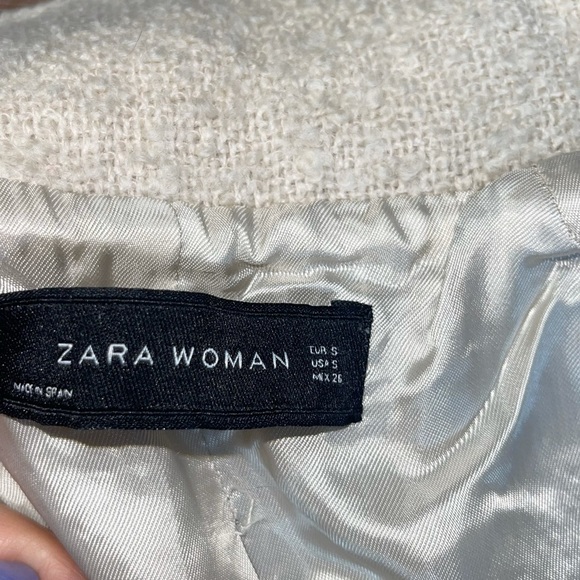 ZARA WOMAN
EUR S
USA S
MEX 26
MADE IN SPAIN